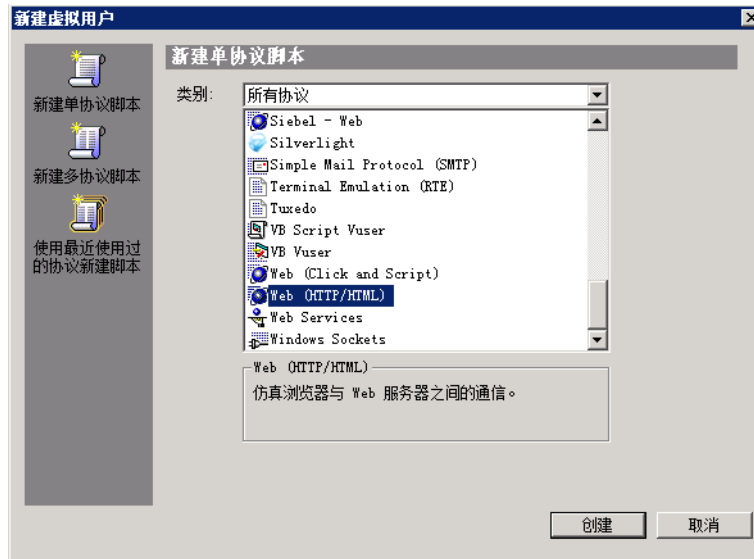 新建虚拟用户
新建单协议脚本
新建多协议脚本
使用最近使用过
的协议新建脚本
新建单协议脚本
类别:
所有协议
Siebel - Web
Silverlight
Simple Mail Protocol (SMTP)
Terminal Emulation (RTE)
Tuxedo
VB Script Vuser
VB Vuser
Web (Click and Script)
Web (HTTP/HTML)
Web Services
Windows Sockets
Web (HTTP/HTML)
仿真浏览器与 Web 服务器之间的通信。
创建
取消